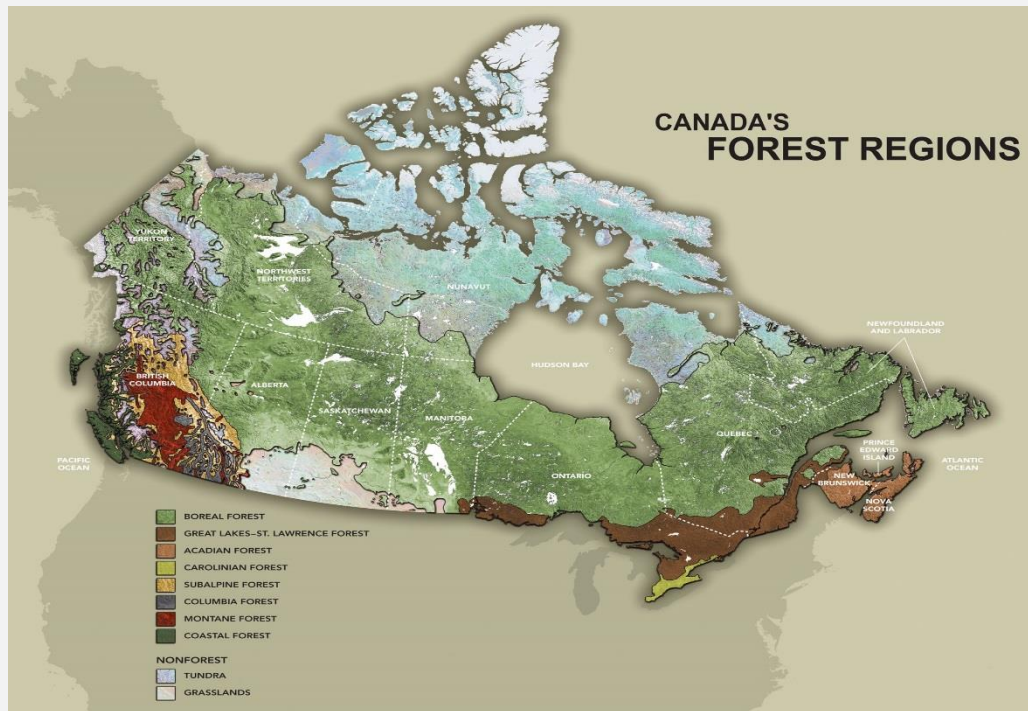 CANADA'S
FOREST REGIONS
YUKON
TERRITORY
NORTHWEST
TERRITORIES
NUNAVUT
NEWFOUNDLAND
AND LABRADOR
HUDSON BAY
BRITISH
COLUMBIA
ALBERTA
SASKATCHEWAN
MANITOBA
ONTARIO
QUEBEC
PRINCE
EDWARD
ISLAND
PACIFIC
OCEAN
ATLANTIC
OCEAN
NEW
BRUNSWICK
NOVA
SCOTIA
BOREAL FOREST
GREAT LAKES–ST. LAWRENCE FOREST
ACADIAN FOREST
CAROLINIAN FOREST
SUBALPINE FOREST
COLUMBIA FOREST
MONTANE FOREST
COASTAL FOREST
NONFOREST
TUNDRA
GRASSLANDS